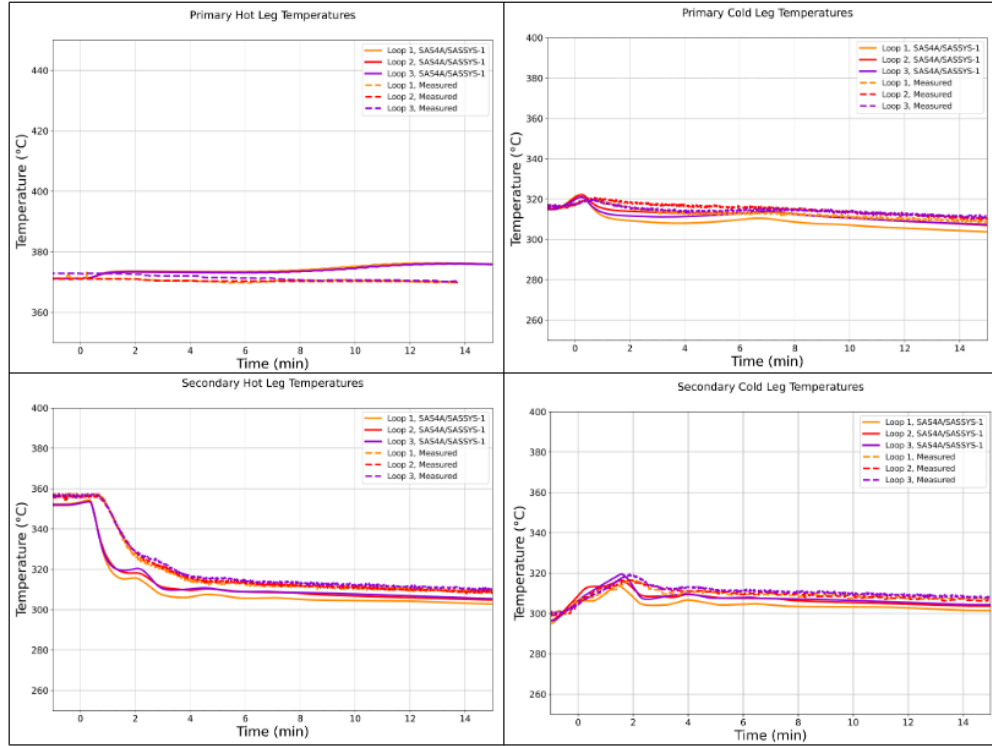 Primary Hot Leg Temperatures
Loop 1, SAS4A/SASSYS-1
Loop 2, SAS4A/SASSYS-1
Loop 3, SAS4A/SASSYS-1
Loop 1, Measured
Loop 2, Measured
Loop 3, Measured
440
420
400
380
360
Temperature (°C)
0 2 4 6 8 10 12 14
Time (min)
Primary Cold Leg Temperatures
Loop 1, SAS4A/SASSYS-1
Loop 2, SAS4A/SASSYS-1
Loop 3, SAS4A/SASSYS-1
Loop 1, Measured
Loop 2, Measured
Loop 3, Measured
400
380
360
340
320
300
280
260
Temperature (°C)
0 2 4 6 8 10 12 14
Time (min)
Secondary Hot Leg Temperatures
Loop 1, SAS4A/SASSYS-1
Loop 2, SAS4A/SASSYS-1
Loop 3, SAS4A/SASSYS-1
Loop 1, Measured
Loop 2, Measured
Loop 3, Measured
400
380
360
340
320
300
280
260
Temperature (°C)
0 2 4 6 8 10 12 14
Time (min)
Secondary Cold Leg Temperatures
Loop 1, SAS4A/SASSYS-1
Loop 2, SAS4A/SASSYS-1
Loop 3, SAS4A/SASSYS-1
Loop 1, Measured
Loop 2, Measured
Loop 3, Measured
400
380
360
340
320
300
280
260
Temperature (°C)
0 2 4 6 8 10 12 14
Time (min)